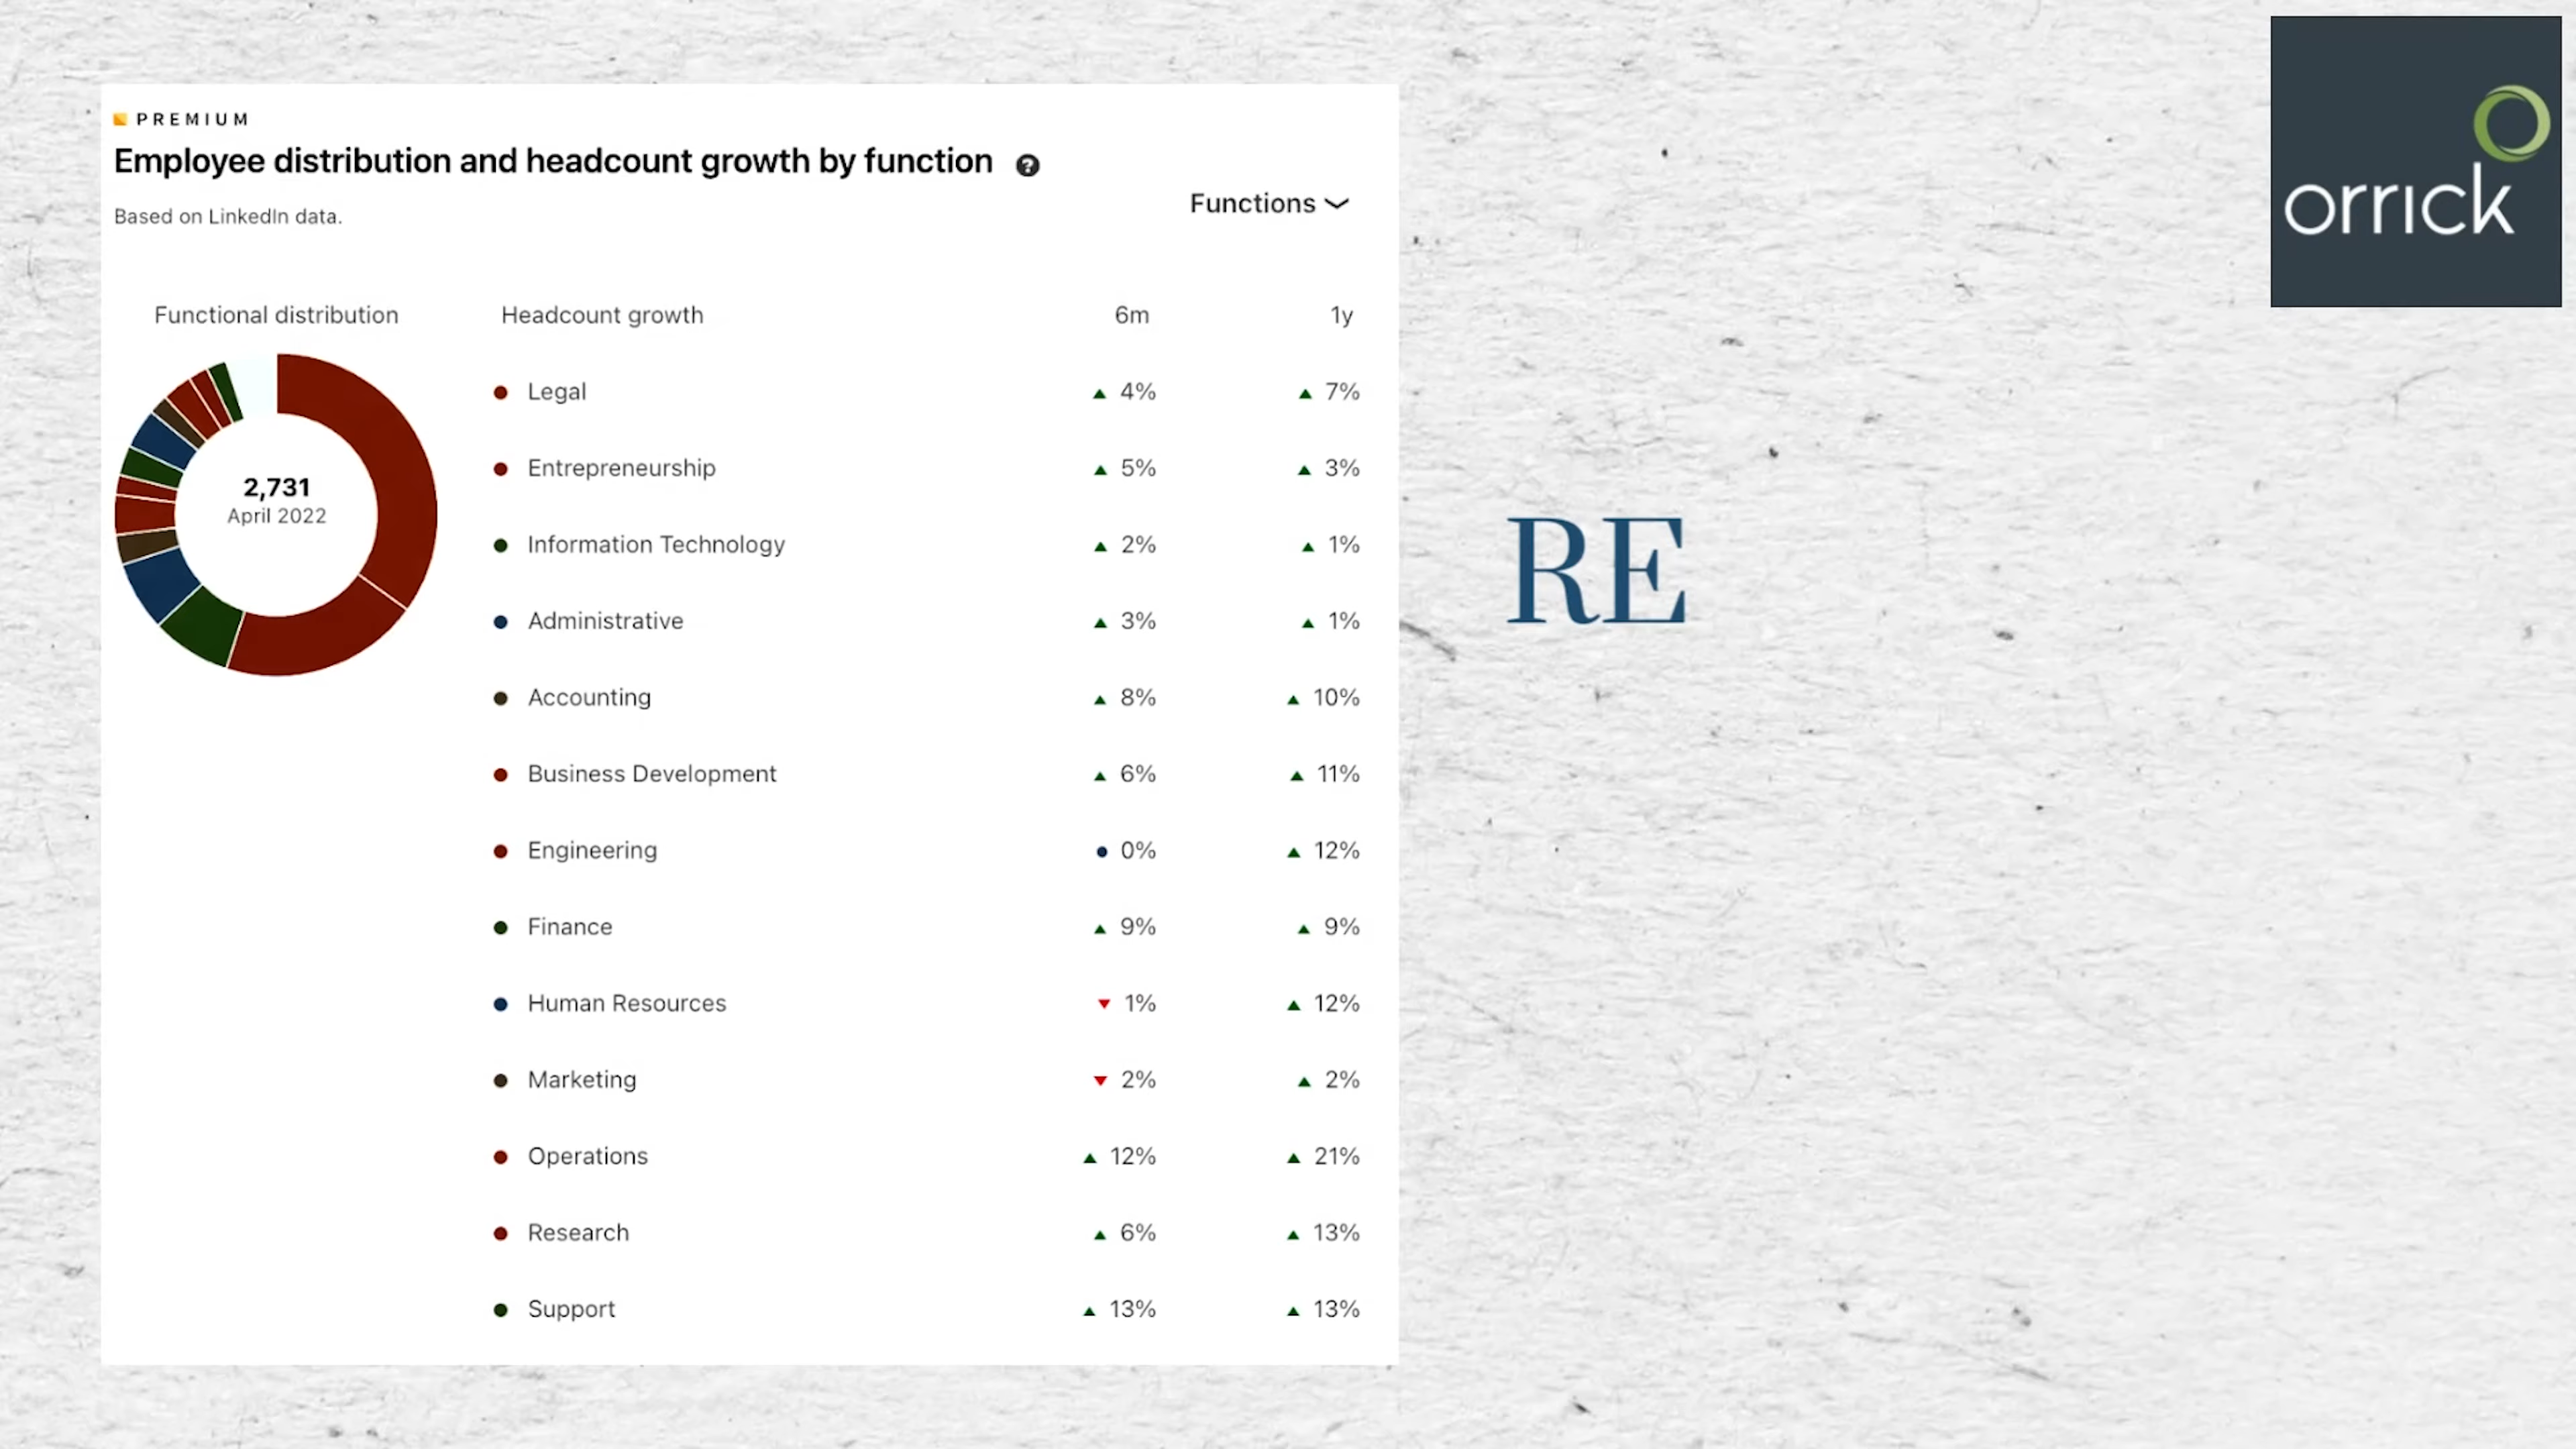 PREMIUM
Employee distribution and headcount growth by function ?
Based on LinkedIn data.
Functions
Functional distribution
Headcount growth 6m 1y
2,731
April 2022
Legal 4% 7%
Entrepreneurship 5% 3%
Information Technology 2% 1%
Administrative 3% 1%
Accounting 8% 10%
Business Development 6% 11%
Engineering 0% 12%
Finance 9% 9%
Human Resources 1% 12%
Marketing 2% 2%
Operations 12% 21%
Research 6% 13%
Support 13% 13%
RE
orrick